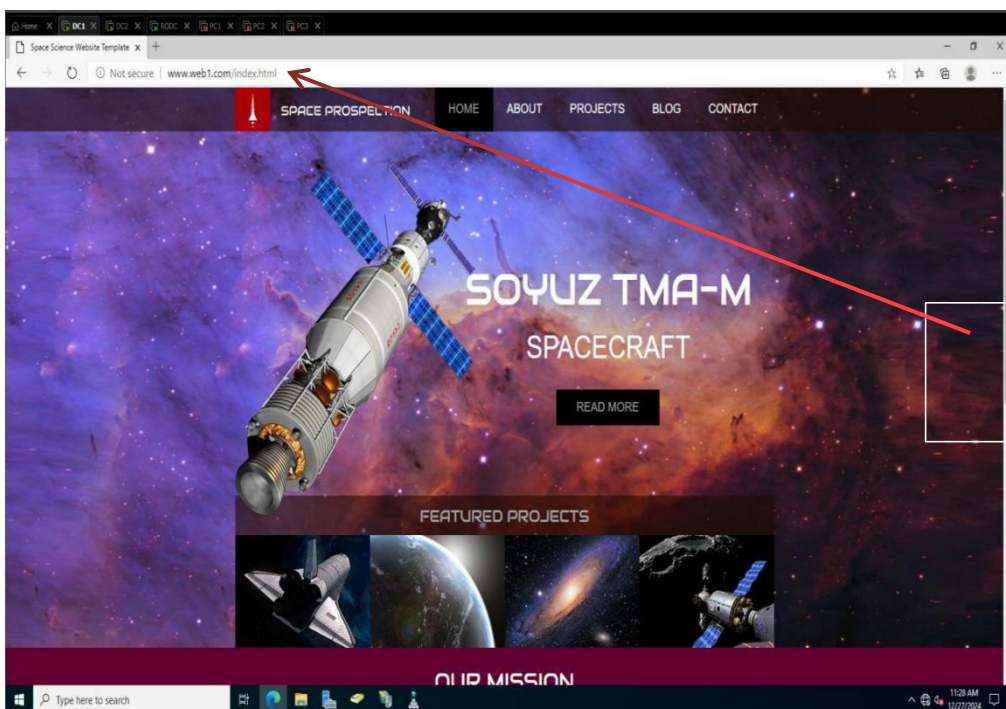 Home X DC1 X DC2 X RODC X PC1 X PC2 X PC3 X
Space Science Website Template X +
Not secure | www.web1.com/index.html
SPACE PROSPECTION HOME ABOUT PROJECTS BLOG CONTACT
SOYUZ TMA-M
SPACECRAFT
READ MORE
FEATURED PROJECTS
OUR MISSION
Type here to search
11:28 AM
12/27/2024